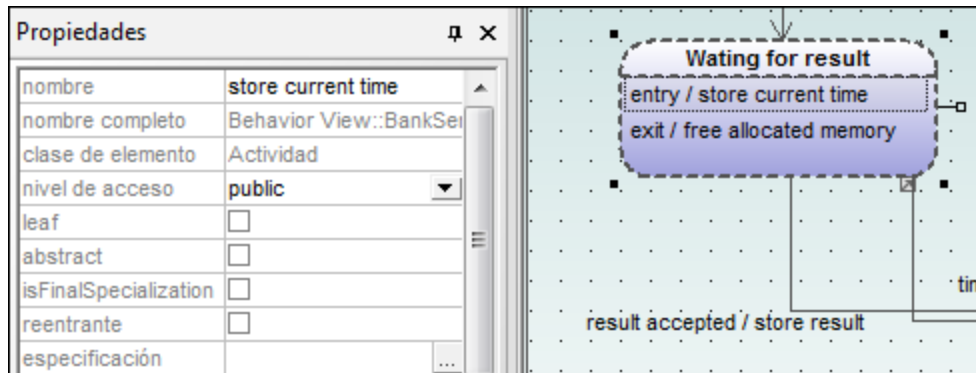 Propiedades
nombre store current time
nombre completo Behavior View::BankSer
clase de elemento Actividad
nivel de acceso public
leaf
abstract
isFinalSpecialization
reentrante
especificación ...
Wating for result
entry / store current time
exit / free allocated memory
result accepted / store result